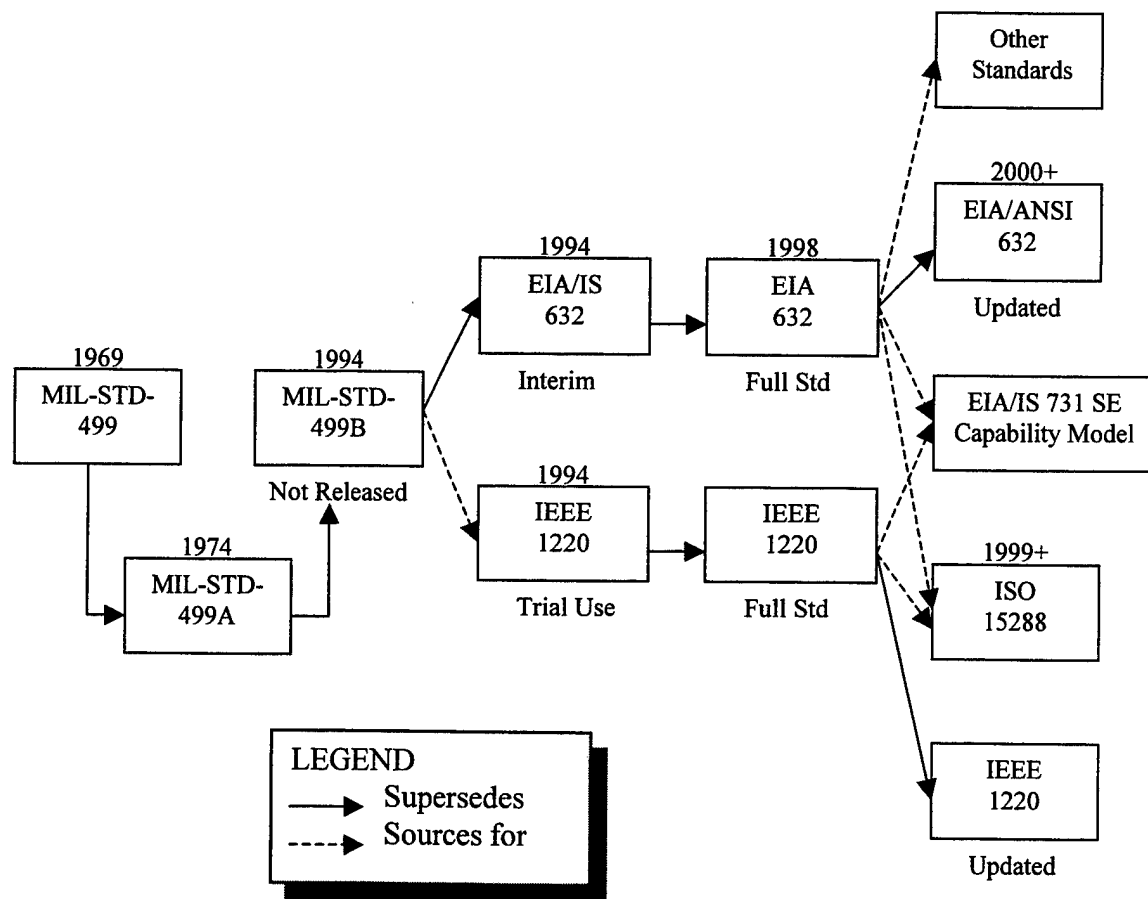 1969
MIL-STD-
499
1974
MIL-STD-
499A
1994
MIL-STD-
499B
Not Released
1994
EIA/IS
632
Interim
1994
IEEE
1220
Trial Use
1998
EIA
632
Full Std
IEEE
1220
Full Std
Other
Standards
2000+
EIA/ANSI
632
Updated
EIA/IS 731 SE
Capability Model
1999+
ISO
15288
IEEE
1220
Updated
LEGEND
Supersedes
Sources for